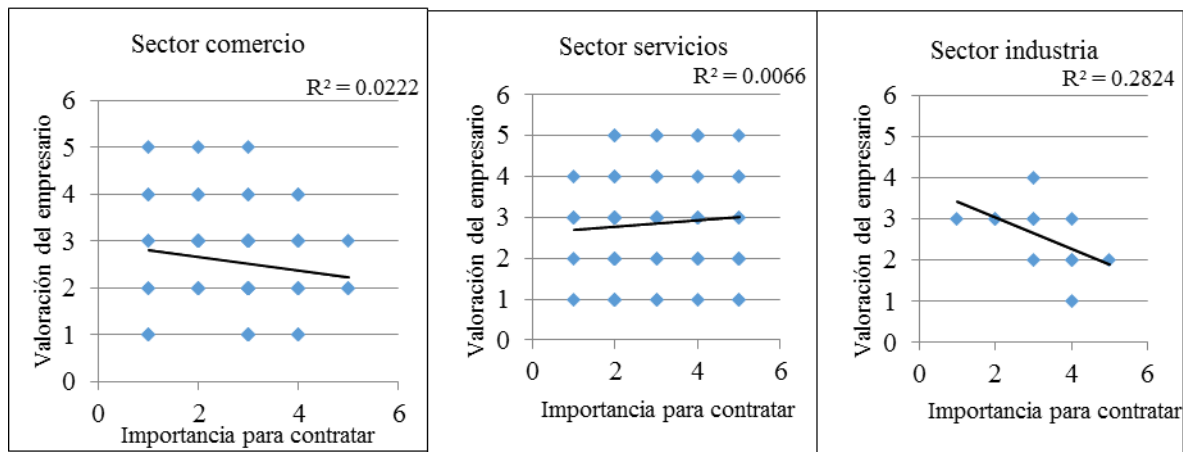 Sector comercio
R² = 0.0222
Valoración del empresario
6
5
4
3
2
1
0
0 2 4 6
Importancia para contratar
Sector servicios
R² = 0.0066
Valoración del empresario
6
5
4
3
2
1
0
0 2 4 6
Importancia para contratar
Sector industria
R² = 0.2824
Valoración del empresario
6
5
4
3
2
1
0
0 2 4 6
Importancia para contratar